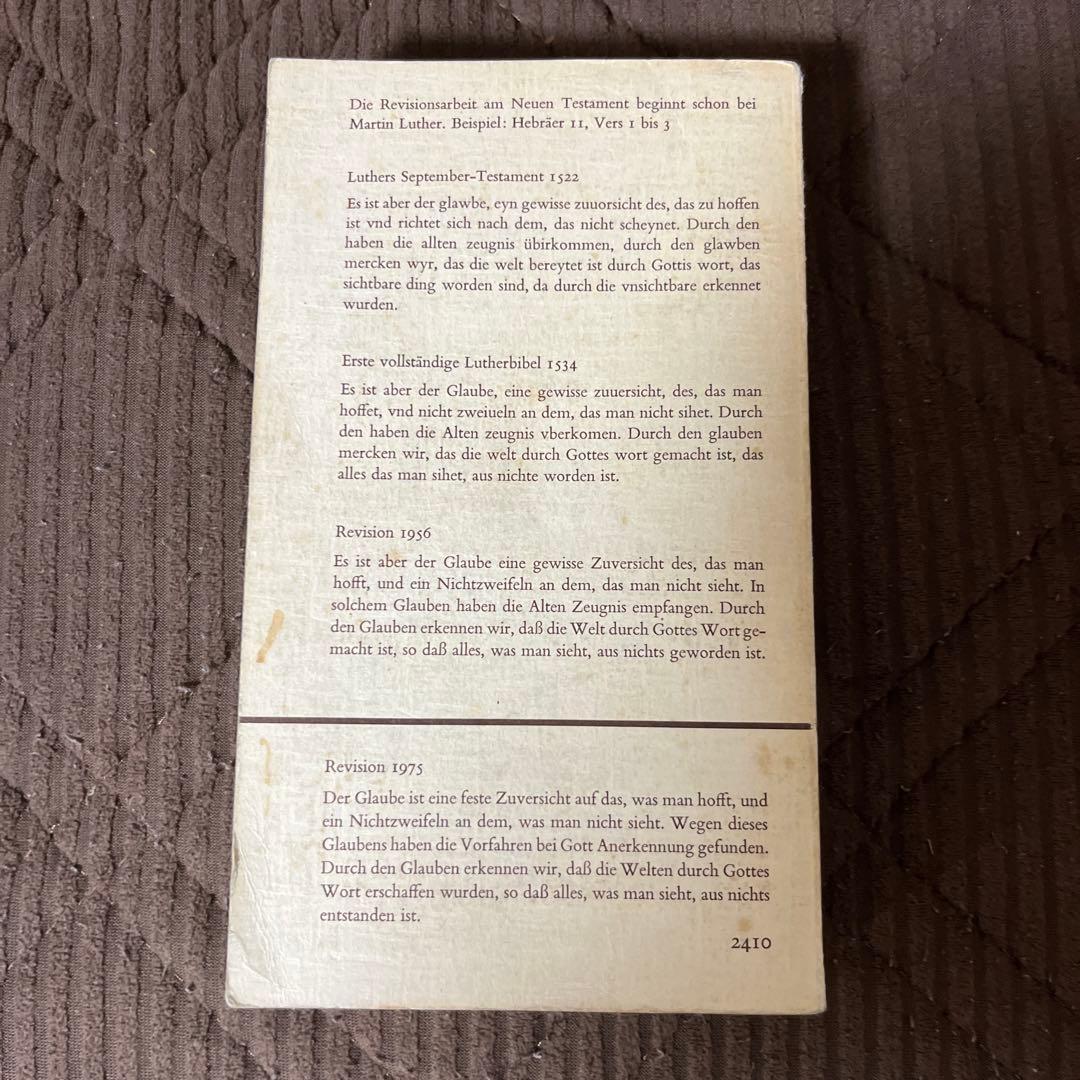 Die Revisionsarbeit am Neuen Testament beginnt schon bei
Martin Luther. Beispiel: Hebräer 11, Vers 1 bis 3
Luthers September-Testament 1522
Es ist aber der glawbe, eyn gewisse zuuorsicht des, das zu hoffen
ist vnd richtet sich nach dem, das nicht scheynet. Durch den
haben die allten zeugnis übirkommen, durch den glawben
mercken wyr, das die welt bereytet ist durch Gottis wort, das
sichtbare ding worden sind, da durch die vnsichtbare erkennet
wurden.
Erste vollständige Lutherbibel 1534
Es ist aber der Glaube, eine gewisse zuuersicht, des, das man
hoffet, vnd nicht zweiueln an dem, das man nicht sihet. Durch
den haben die Alten zeugnis vberkomen. Durch den glauben
mercken wir, das die welt durch Gottes wort gemacht ist, das
alles das man sihet, aus nichte worden ist.
Revision 1956
Es ist aber der Glaube eine gewisse Zuversicht des, das man
hofft, und ein Nichtzweifeln an dem, das man nicht sieht. In
solchem Glauben haben die Alten Zeugnis empfangen. Durch
den Glauben erkennen wir, daß die Welt durch Gottes Wort ge-
macht ist, so daß alles, was man sieht, aus nichts geworden ist.
Revision 1975
Der Glaube ist eine feste Zuversicht auf das, was man hofft, und
ein Nichtzweifeln an dem, was man nicht sieht. Wegen dieses
Glaubens haben die Vorfahren bei Gott Anerkennung gefunden.
Durch den Glauben erkennen wir, daß die Welten durch Gottes
Wort erschaffen wurden, so daß alles, was man sieht, aus nichts
entstanden ist.
2410